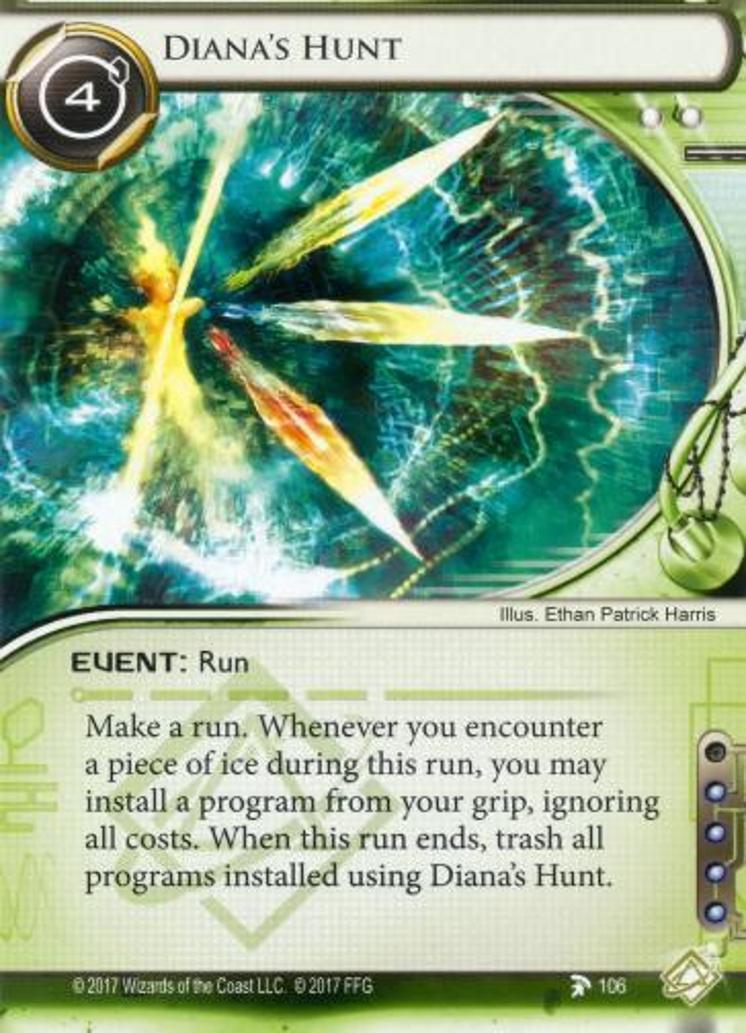 DIANA'S HUNT
4
Illus. Ethan Patrick Harris
EVENT: Run
Make a run. Whenever you encounter
a piece of ice during this run, you may
install a program from your grip, ignoring
all costs. When this run ends, trash all
programs installed using Diana's Hunt.
© 2017 Wizards of the Coast LLC. © 2017 FFG
106